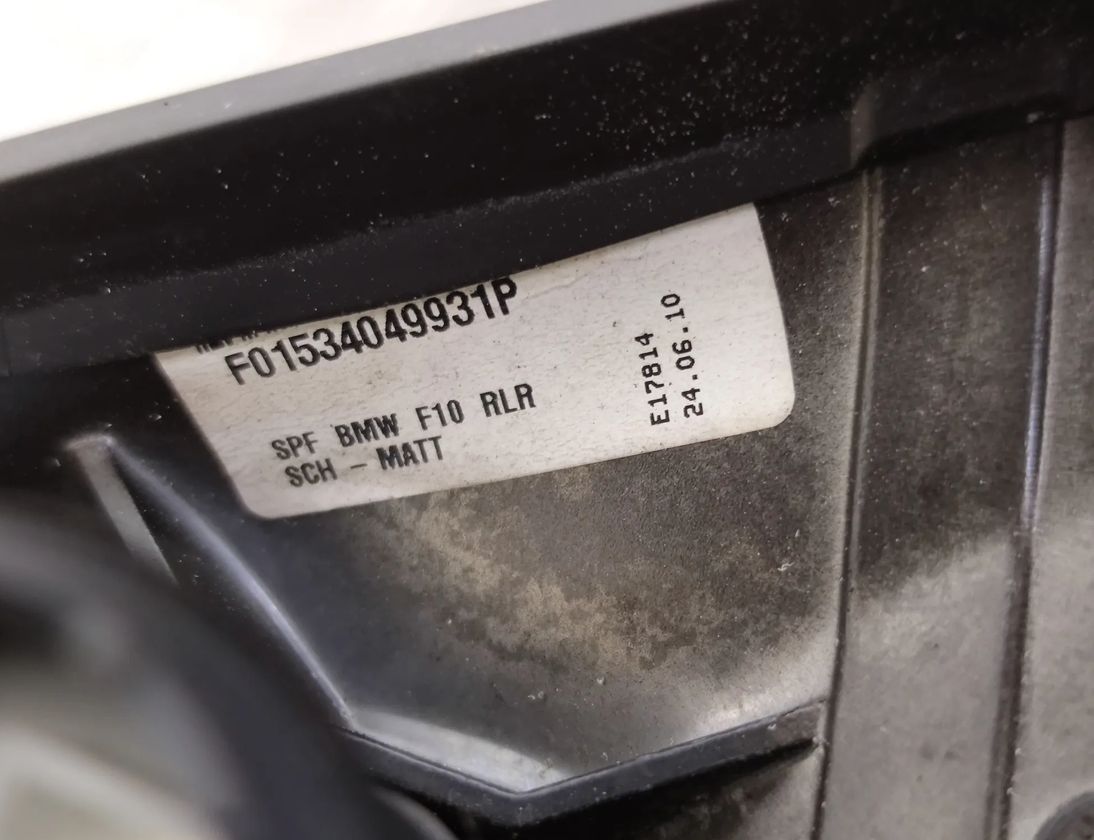 F01534049931P
SPF BMW F10 RLR
SCH - MATT
E17814
24.06.10